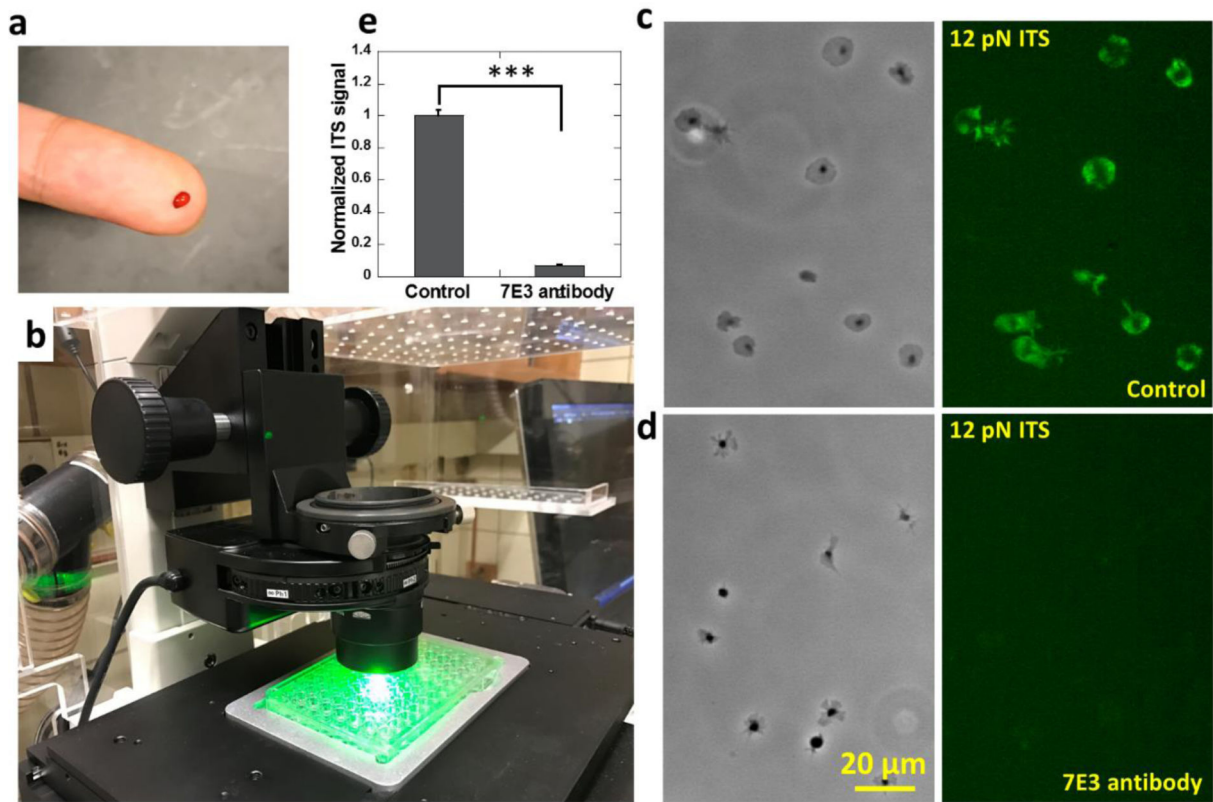 a
e
1.4
1.2
1
0.8
0.6
0.4
0.2
0
Normalized ITS signal
***
Control
7E3 antibody
b
Ph1
c
12 pN ITS
Control
d
20 µm
12 pN ITS
7E3 antibody